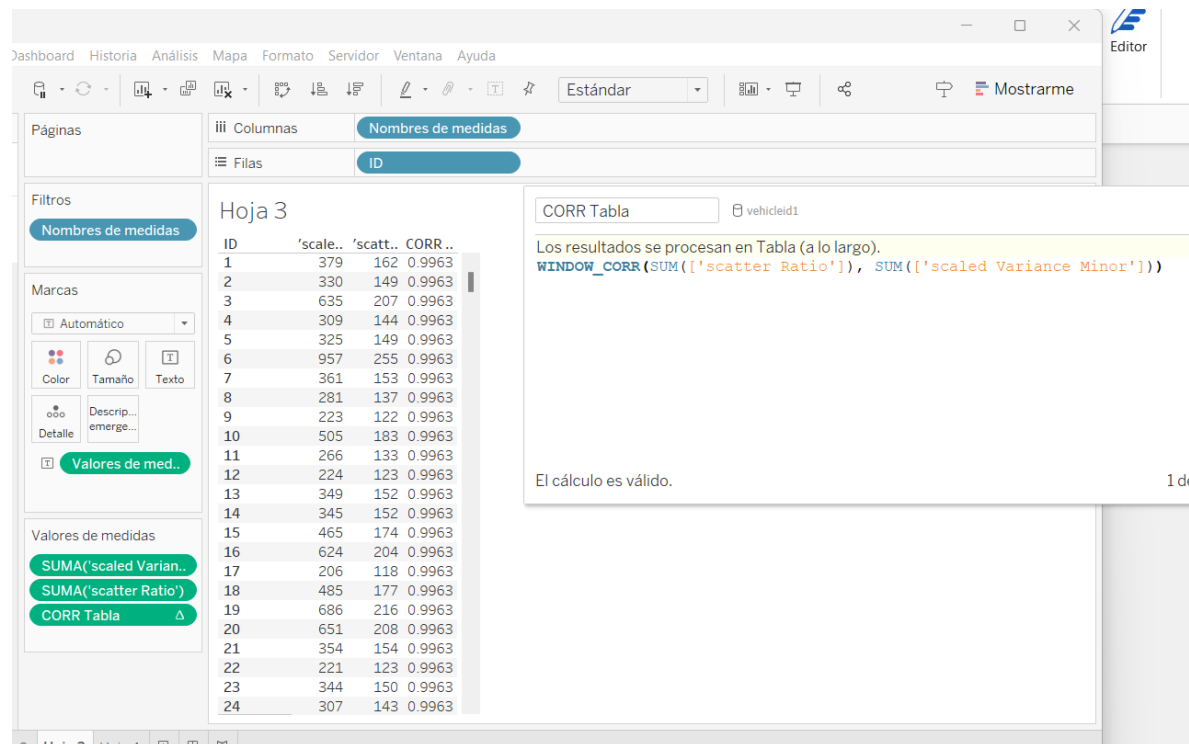 Editor
Dashboard Historia Análisis Mapa Formato Servidor Ventana Ayuda
Estándar
Mostrarme
Páginas
Columnas
Nombres de medidas
Filas
ID
Filtros
Nombres de medidas
Marcas
Automático
Color Tamaño Texto
Detalle
Descrip...
emerge...
Valores de med..
Valores de medidas
SUMA('scaled Varian..
SUMA('scatter Ratio')
CORR Tabla
Hoja 3
ID 'scale.. 'scatt.. CORR ..
1 379 162 0.9963
2 330 149 0.9963
3 635 207 0.9963
4 309 144 0.9963
5 325 149 0.9963
6 957 255 0.9963
7 361 153 0.9963
8 281 137 0.9963
9 223 122 0.9963
10 505 183 0.9963
11 266 133 0.9963
12 224 123 0.9963
13 349 152 0.9963
14 345 152 0.9963
15 465 174 0.9963
16 624 204 0.9963
17 206 118 0.9963
18 485 177 0.9963
19 686 216 0.9963
20 651 208 0.9963
21 354 154 0.9963
22 221 123 0.9963
23 344 150 0.9963
24 307 143 0.9963
CORR Tabla
vehicleid1
Los resultados se procesan en Tabla (a lo largo).
WINDOW_CORR(SUM(['scatter Ratio']), SUM(['scaled Variance Minor']))
El cálculo es válido.
1 de